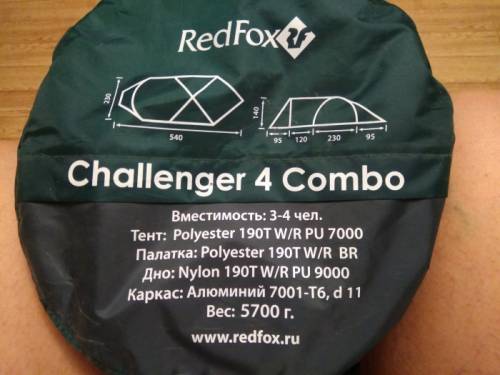 RedFox
230
540
140
95 120 230 95
Challenger 4 Combo
Вместимость: 3-4 чел.
Тент: Polyester 190T W/R PU 7000
Палатка: Polyester 190T W/R BR
Дно: Nylon 190T W/R PU 9000
Каркас: Алюминий 7001-T6, d 11
Вес: 5700 г.
www.redfox.ru